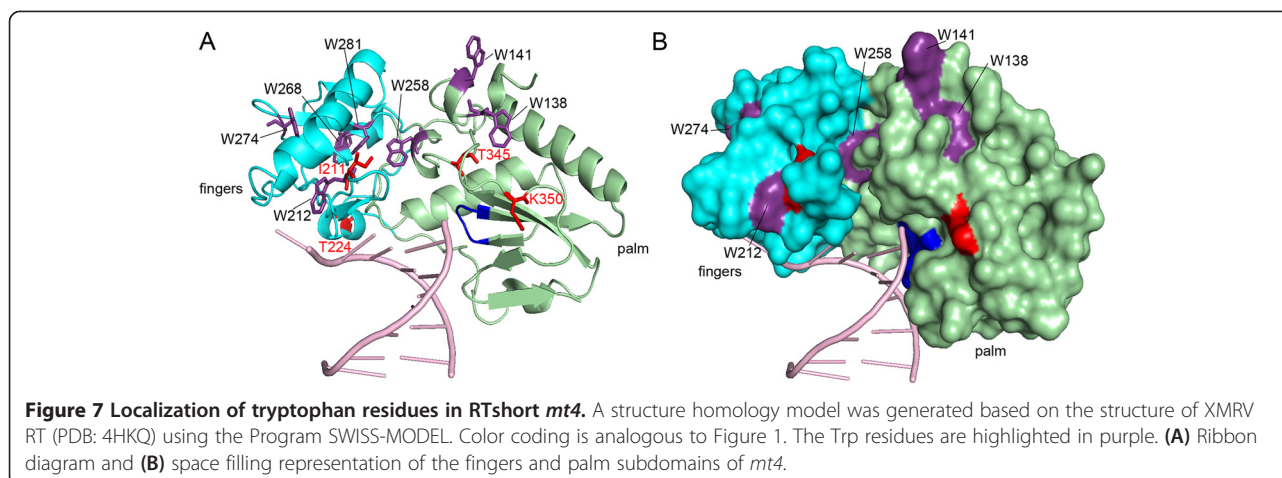 A
W281
W141
W268
W258
W274
W138
I211
T345
fingers
K350
W212
palm
T224
B
W141
W258
W138
W274
W212
fingers
palm
Figure 7 Localization of tryptophan residues in RTshort mt4. A structure homology model was generated based on the structure of XMRV
RT (PDB: 4HKQ) using the Program SWISS-MODEL. Color coding is analogous to Figure 1. The Trp residues are highlighted in purple. (A) Ribbon
diagram and (B) space filling representation of the fingers and palm subdomains of mt4.